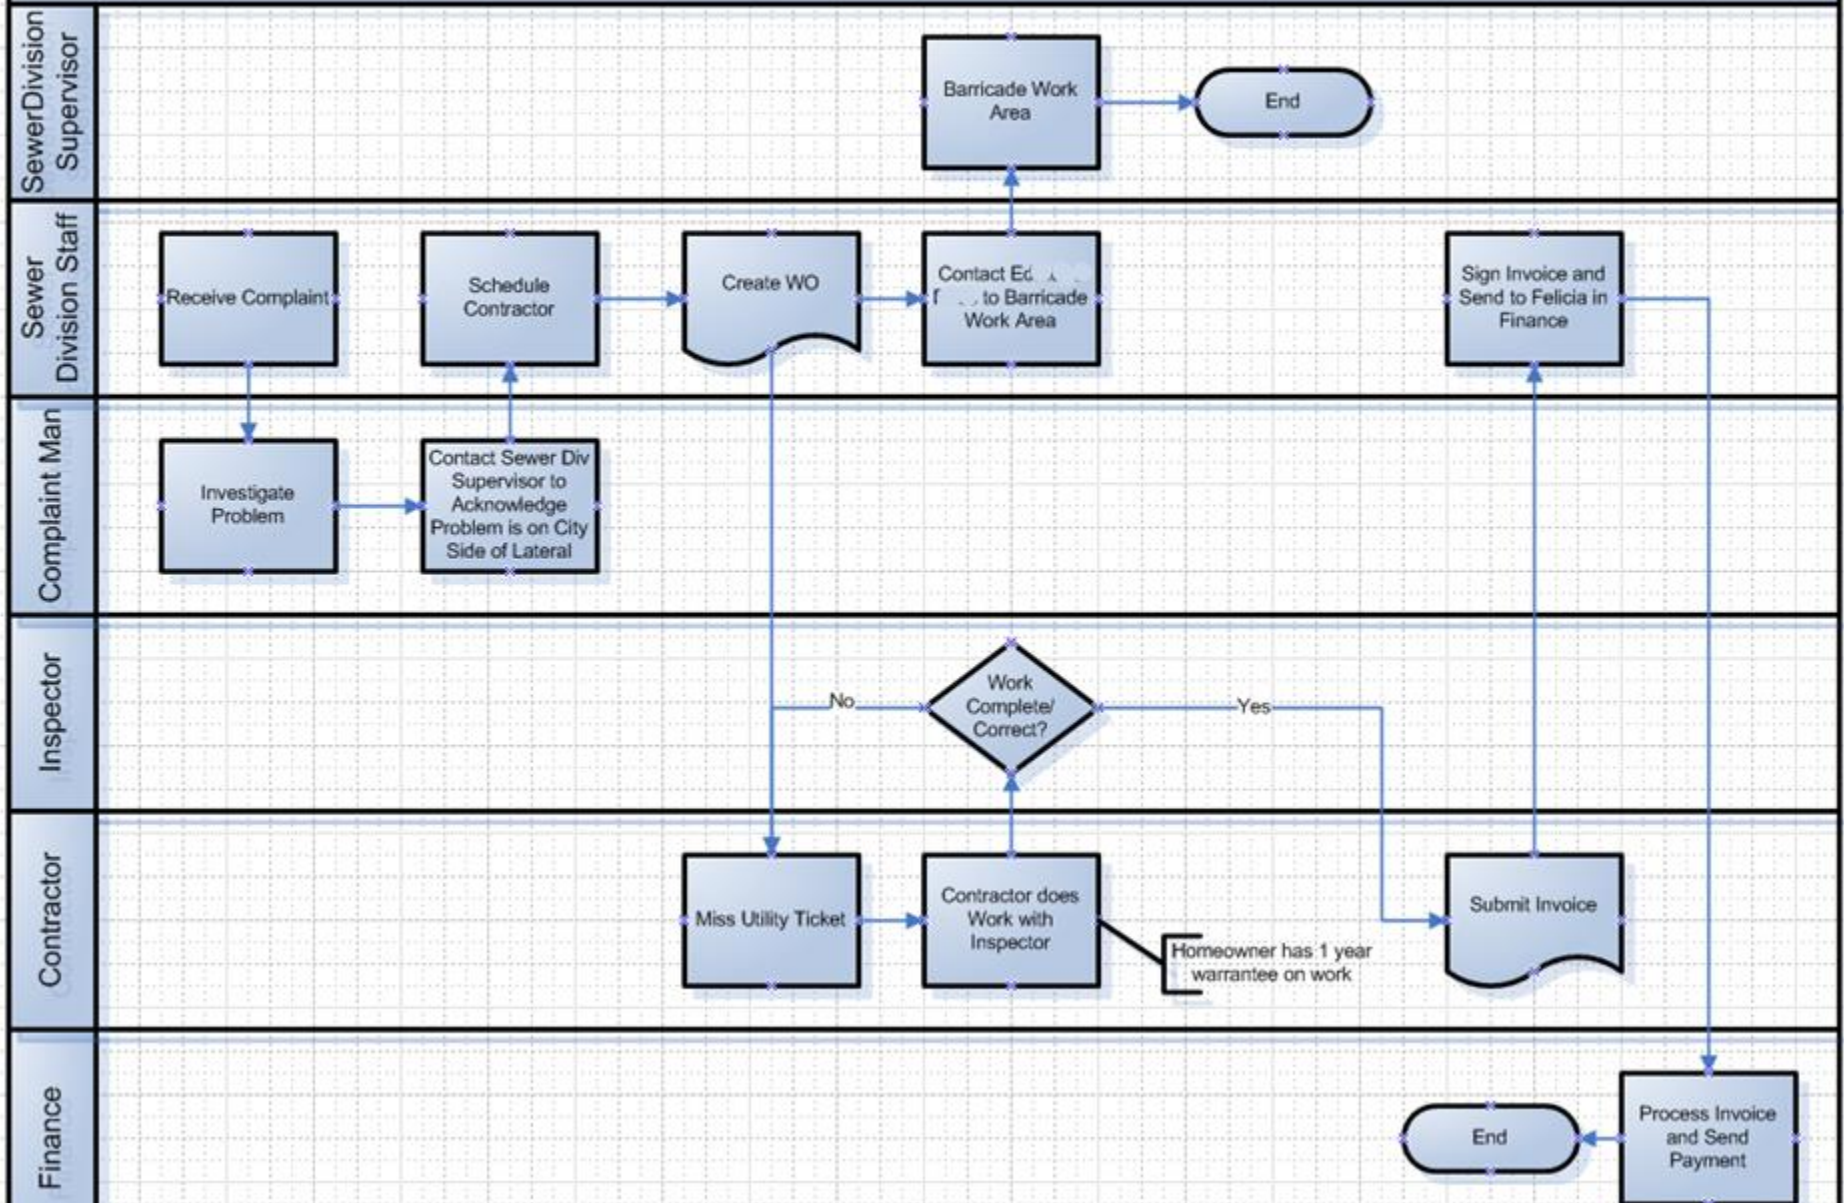 SewerDivision
Supervisor
Barricade Work
Area
End
Sewer
Division Staff
Receive Complaint
Schedule
Contractor
Create WO
Contact
to Barricade
Work Area
Sign Invoice and
Send to Felicia in
Finance
Complaint Man
Investigate
Problem
Contact Sewer Div
Supervisor to
Acknowledge
Problem is on City
Side of Lateral
Inspector
No
Work
Complete/
Correct?
Yes
Contractor
Miss Utility Ticket
Contractor does
Work with
Inspector
Homeowner has 1 year
warrantee on work
Submit Invoice
Finance
End
Process Invoice
and Send
Payment